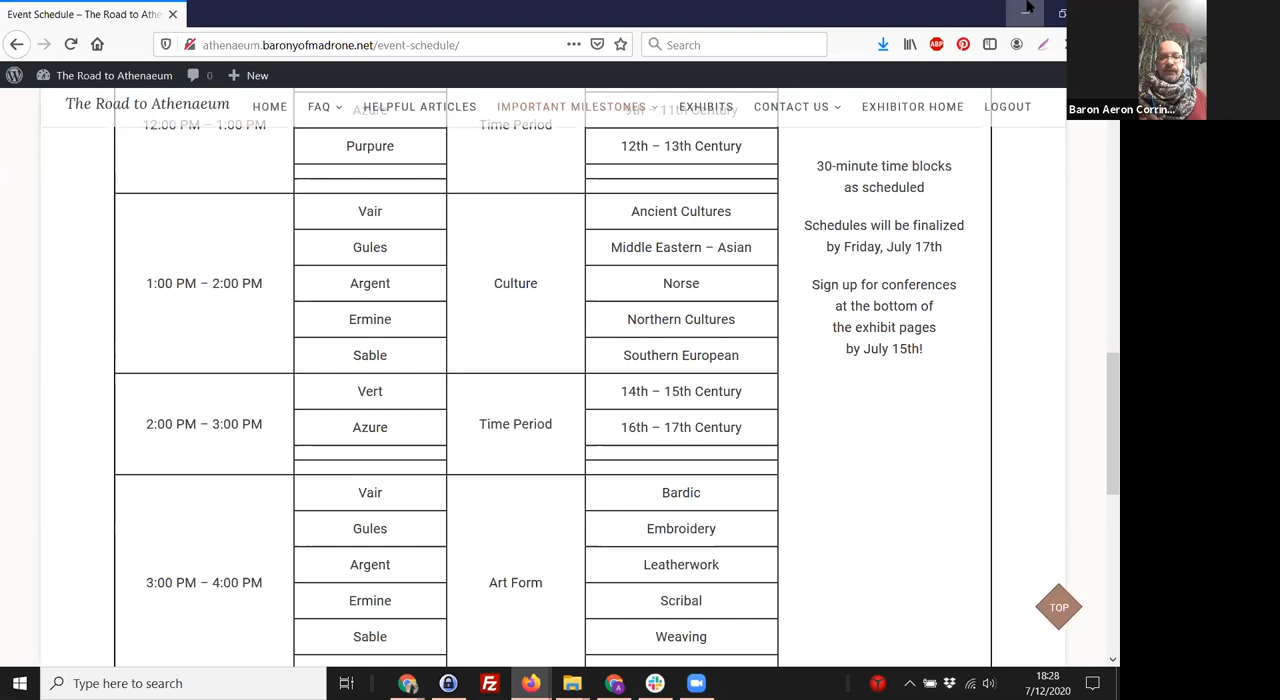 Event Schedule – The Road to Athe
athenaeum.baronyofmadrone.net/event-schedule/
Search
ABP
The Road to Athenaeum
0
New
The Road to Athenaeum
HOME
FAQ
HELPFUL ARTICLES
IMPORTANT MILESTONES
EXHIBITS
CONTACT US
EXHIBITOR HOME
LOGOUT
Baron Aeron Corrin...
12:00 PM – 1:00 PM
Azure
Time Period
9th – 11th Century
Purpure
12th – 13th Century
30-minute time blocks
as scheduled
Schedules will be finalized
by Friday, July 17th
Sign up for conferences
at the bottom of
the exhibit pages
by July 15th!
1:00 PM – 2:00 PM
Culture
Vair
Ancient Cultures
Gules
Middle Eastern – Asian
Argent
Norse
Ermine
Northern Cultures
Sable
Southern European
2:00 PM – 3:00 PM
Time Period
Vert
14th – 15th Century
Azure
16th – 17th Century
3:00 PM – 4:00 PM
Art Form
Vair
Bardic
Gules
Embroidery
Argent
Leatherwork
Ermine
Scribal
Sable
Weaving
TOP
Type here to search
18:28
7/12/2020